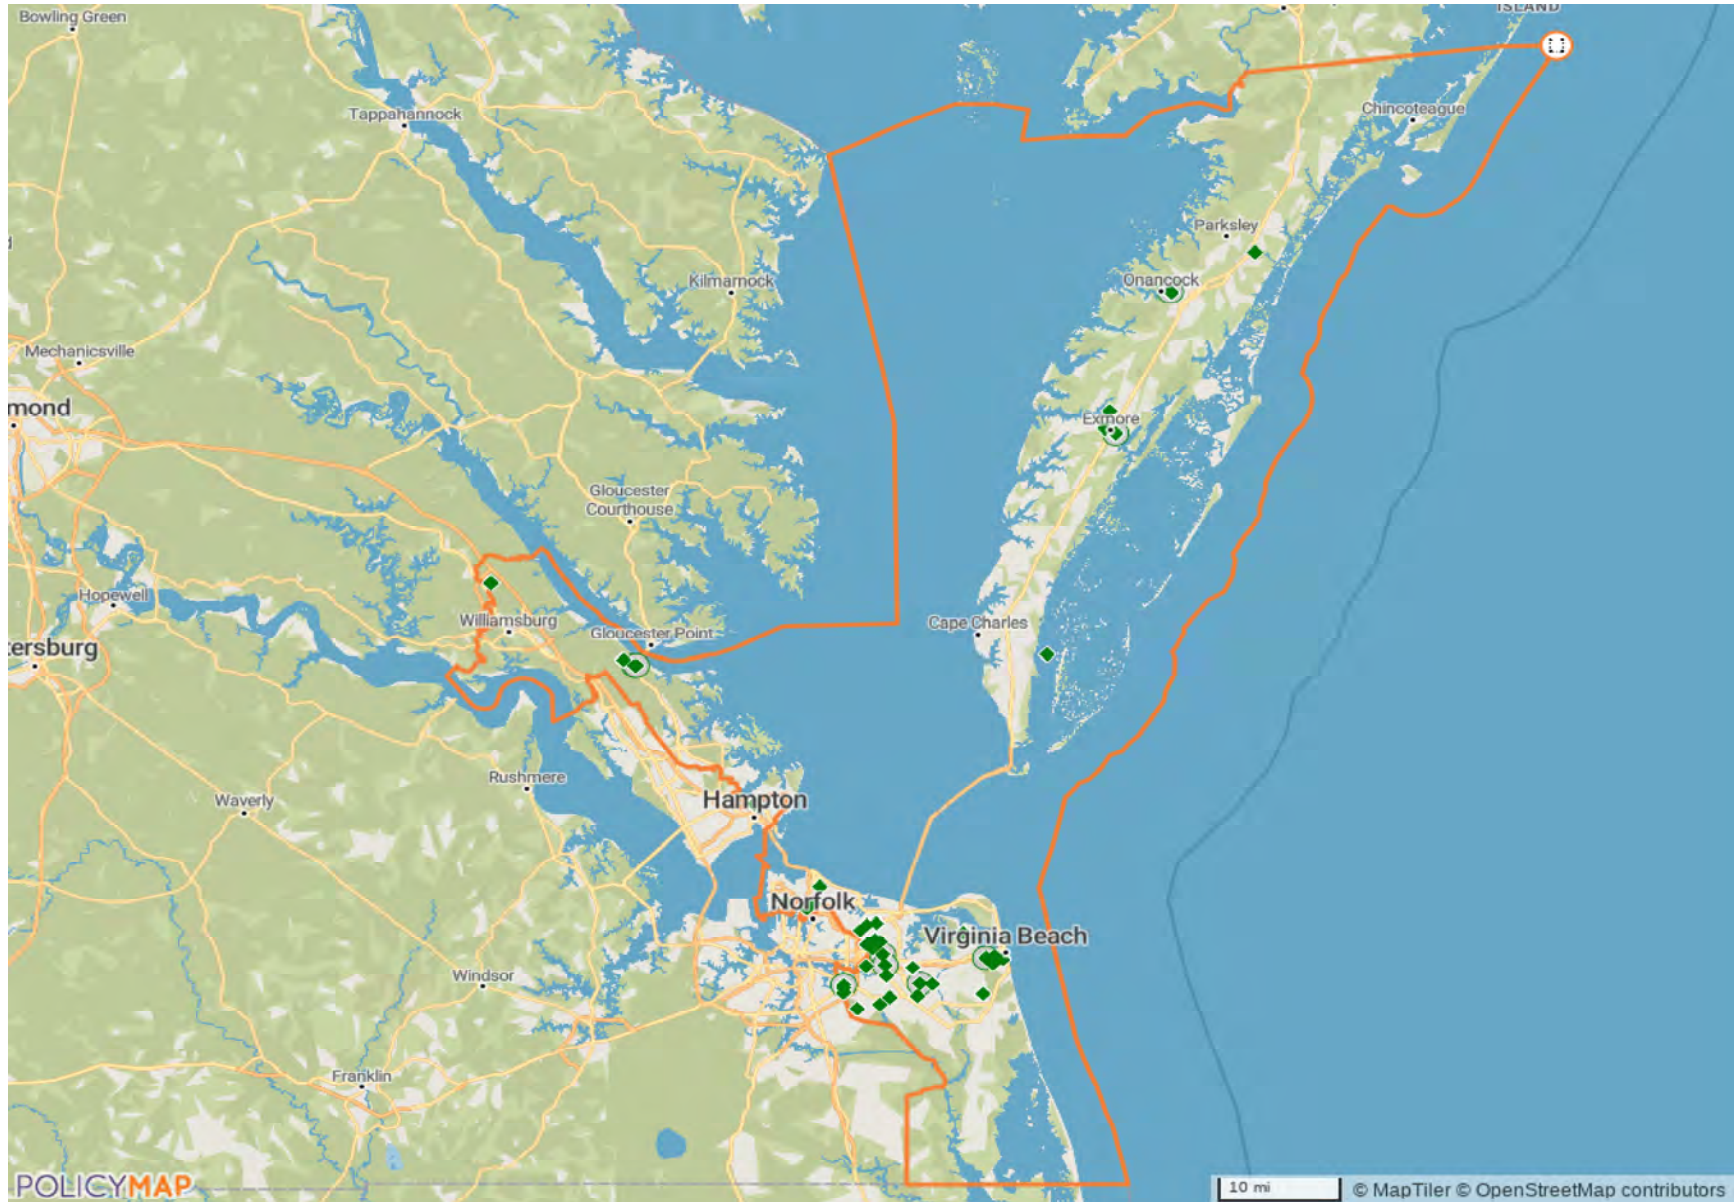 ISLAND
Bowling Green
Tappahannock
Chincoteague
Parksley
Kilmarnock
Onancock
Mechanicsville
mond
Exmore
Gloucester
Courthouse
Hopewell
Williamsburg
Gloucester Point
Cape Charles
tersburg
Rushmere
Waverly
Hampton
Norfolk
Virginia Beach
Windsor
Franklin
POLICYMAP
10 mi
© MapTiler © OpenStreetMap contributors